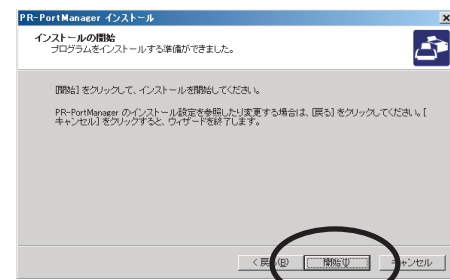 PR-PortManager インストール
インストールの開始
プログラムをインストールする準備ができました。
[開始] をクリックして、インストールを開始してください。
PR-PortManager のインストール設定を参照したり変更する場合は、[戻る] をクリックしてください。[
キャンセル] をクリックすると、ウィザードを終了します。
< 戻る(B)
開始(I)
キャンセル